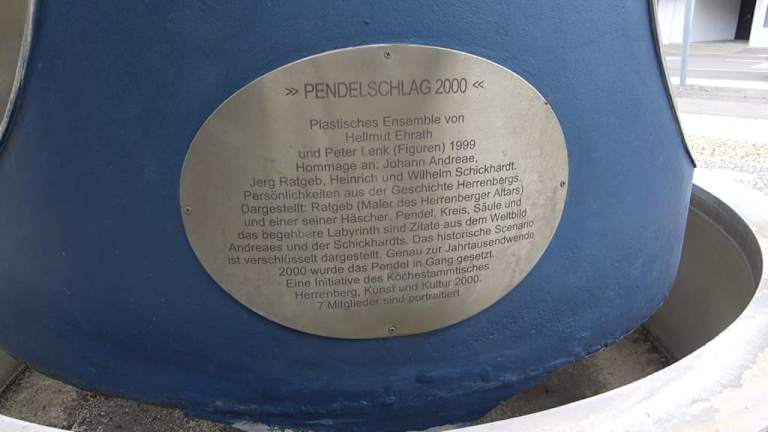 » PENDELSCHLAG 2000 «
Plastisches Ensemble von
Hellmut Ehrath
und Peter Lenk (Figuren) 1999
Hommage an: Johann Andreae,
Jerg Ratgeb, Heinrich und Wilhelm Schickhardt.
Persönlichkeiten aus der Geschichte Herrenbergs.
Dargestellt: Ratgeb (Maler des Herrenberger Altars)
und einer seiner Häscher. Pendel, Kreis, Säule und
das begehbare Labyrinth sind Zitate aus dem Weltbild
Andreaes und der Schickhardts. Das historische Scenario
ist verschlüsselt dargestellt. Genau zur Jahrtausendwende
2000 wurde das Pendel in Gang gesetzt.
Eine Initiative des Köchestammtisches
Herrenberg, Kunst und Kultur 2000.
7 Mitglieder sind portraitiert.